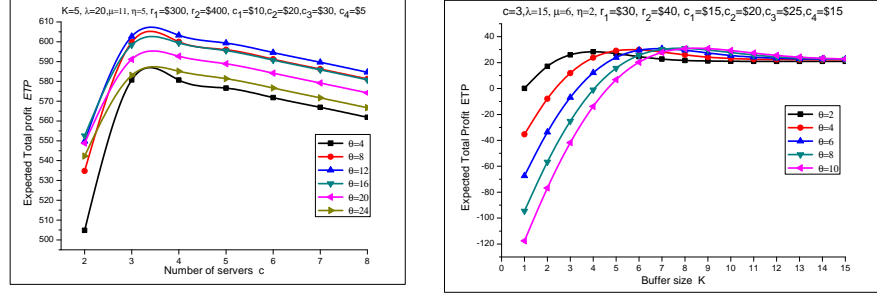 K=5, λ=20,μ=11, η=5, r₁=$300, r₂=$400, c₁=$10,c₂=$20,c₃=$30, c₄=$5
610
600
590
580
570
560
550
540
530
520
510
500
Expected Total profit ETP
θ=4
θ=8
θ=12
θ=16
θ=20
θ=24
2 3 4 5 6 7 8
Number of servers c
c=3,λ=15, μ=6, η=2, r₁=$30, r₂=$40, c₁=$15,c₂=$20,c₃=$25,c₄=$15
40
20
0
-20
-40
-60
-80
-100
-120
Expected Total Profit ETP
θ=2
θ=4
θ=6
θ=8
θ=10
0 1 2 3 4 5 6 7 8 9 10 11 12 13 14 15
Buffer size K